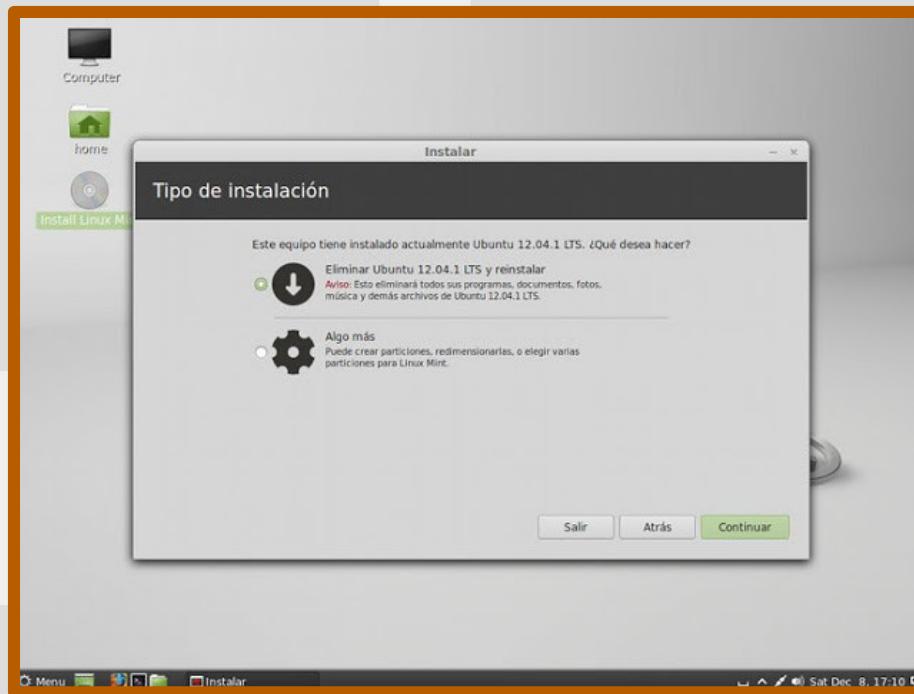 Computer
home
Install Linux M
Instalar
Tipo de instalación
Este equipo tiene instalado actualmente Ubuntu 12.04.1 LTS. ¿Qué desea hacer?
Eliminar Ubuntu 12.04.1 LTS y reinstalar
Aviso: Esto eliminará todos sus programas, documentos, fotos,
música y demás archivos de Ubuntu 12.04.1 LTS.
Algo más
Puede crear particiones, redimensionarlas, o elegir varias
particiones para Linux Mint.
Salir Atrás Continuar
Menu Instalar Sat Dec 8, 17:10